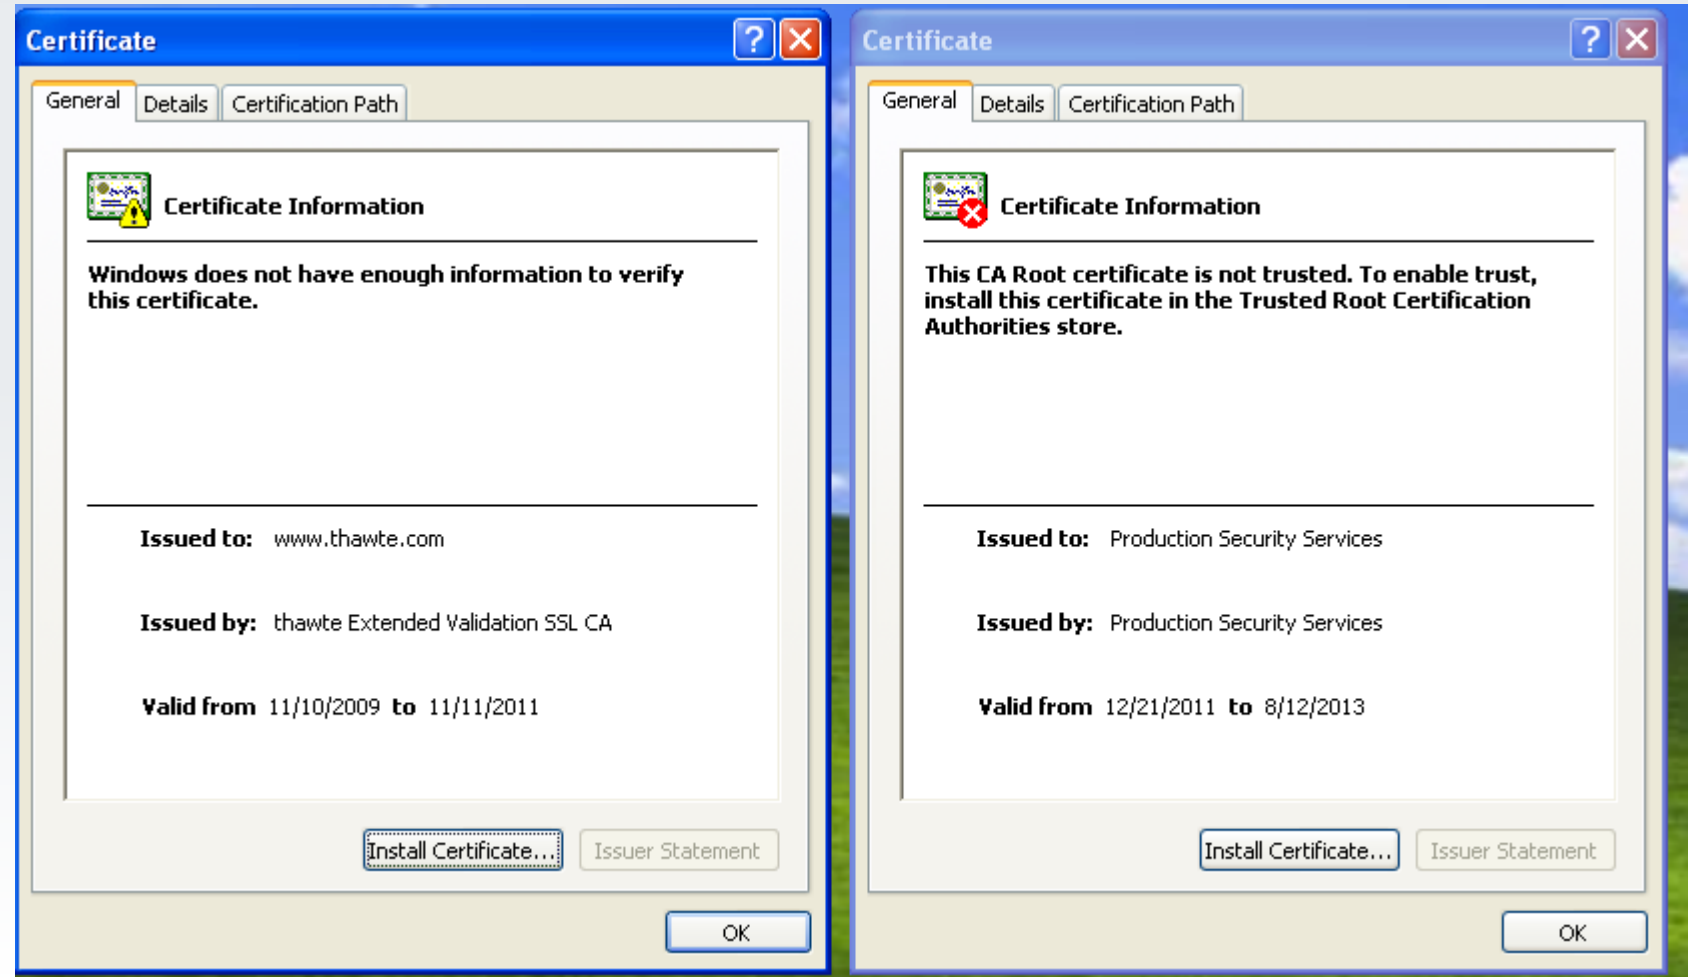 Certificate
General Details Certification Path
Certificate Information
Windows does not have enough information to verify
this certificate.
Issued to: www.thawte.com
Issued by: thawte Extended Validation SSL CA
Valid from 11/10/2009 to 11/11/2011
Install Certificate... Issuer Statement
OK
Certificate
General Details Certification Path
Certificate Information
This CA Root certificate is not trusted. To enable trust,
install this certificate in the Trusted Root Certification
Authorities store.
Issued to: Production Security Services
Issued by: Production Security Services
Valid from 12/21/2011 to 8/12/2013
Install Certificate... Issuer Statement
OK